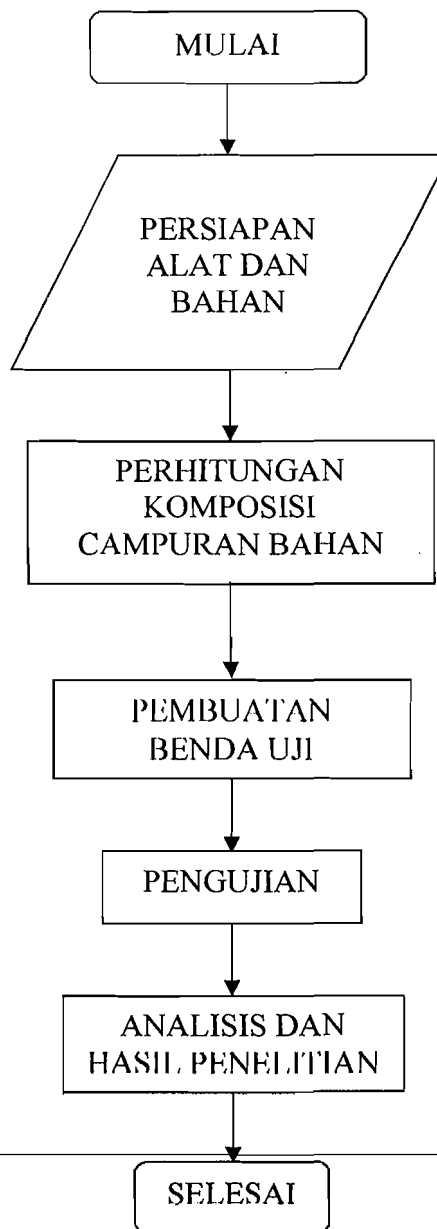 MULAI
PERSIAPAN
ALAT DAN
BAHAN
PERHITUNGAN
KOMPOSISI
CAMPURAN BAHAN
PEMBUATAN
BENDA UJI
PENGUJIAN
ANALISIS DAN
HASIL PENELITIAN
SELESAI